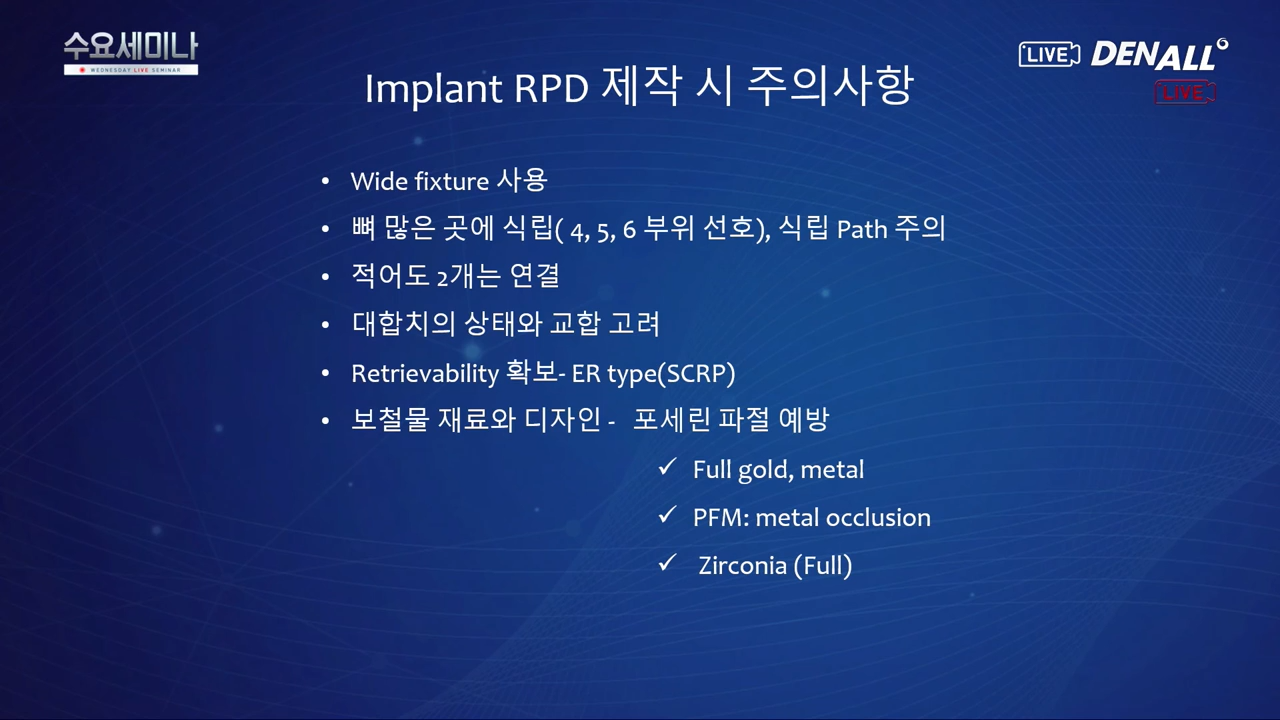 수요세미나
WEDNESDAY LIVE SEMINAR
LIVE DENALL
LIVE
Implant RPD 제작 시 주의사항
• Wide fixture 사용
• 뼈 많은 곳에 식립( 4, 5, 6 부위 선호), 식립 Path 주의
• 적어도 2개는 연결
• 대합치의 상태와 교합 고려
• Retrievability 확보- ER type(SCRP)
• 보철물 재료와 디자인 - 포세린 파절 예방
✓ Full gold, metal
✓ PFM: metal occlusion
✓ Zirconia (Full)